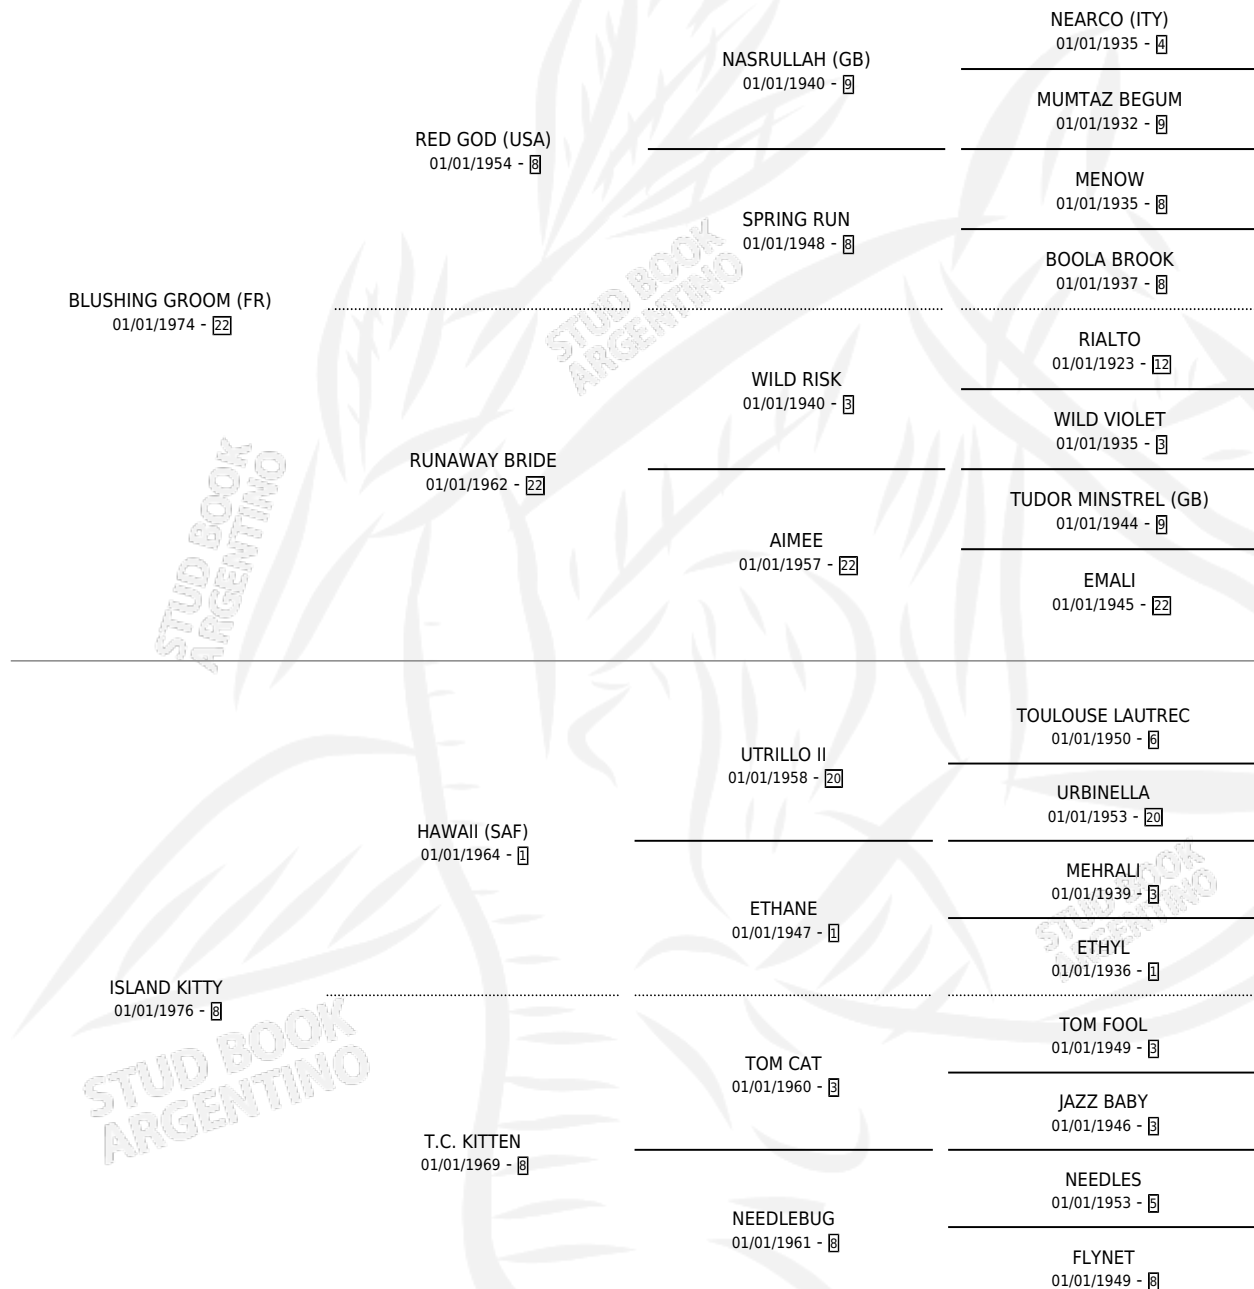 BLUSHING GROOM (FR)
01/01/1974 - 22
RED GOD (USA)
01/01/1954 - 8
NASRULLAH (GB)
01/01/1940 - 9
NEARCO (ITY)
01/01/1935 - 4
MUMTAZ BEGUM
01/01/1932 - 9
SPRING RUN
01/01/1948 - 8
MENOW
01/01/1935 - 8
BOOLA BROOK
01/01/1937 - 8
RUNAWAY BRIDE
01/01/1962 - 22
WILD RISK
01/01/1940 - 3
RIALTO
01/01/1923 - 12
WILD VIOLET
01/01/1935 - 3
AIMEE
01/01/1957 - 22
TUDOR MINSTREL (GB)
01/01/1944 - 9
EMALI
01/01/1945 - 22
ISLAND KITTY
01/01/1976 - 8
HAWAII (SAF)
01/01/1964 - 1
UTRILLO II
01/01/1958 - 20
TOULOUSE LAUTREC
01/01/1950 - 6
URBINELLA
01/01/1953 - 20
ETHANE
01/01/1947 - 1
MEHRALI
01/01/1939 - 3
ETHYL
01/01/1936 - 1
T.C. KITTEN
01/01/1969 - 8
TOM CAT
01/01/1960 - 3
TOM FOOL
01/01/1949 - 3
JAZZ BABY
01/01/1946 - 3
NEEDLEBUG
01/01/1961 - 8
NEEDLES
01/01/1953 - 5
FLYNET
01/01/1949 - 8
STUD BOOK
ARGENTINO
STUD BOOK
ARGENTINO
STUD BOOK
ARGENTINO
STUD BOOK
ARGENTINO